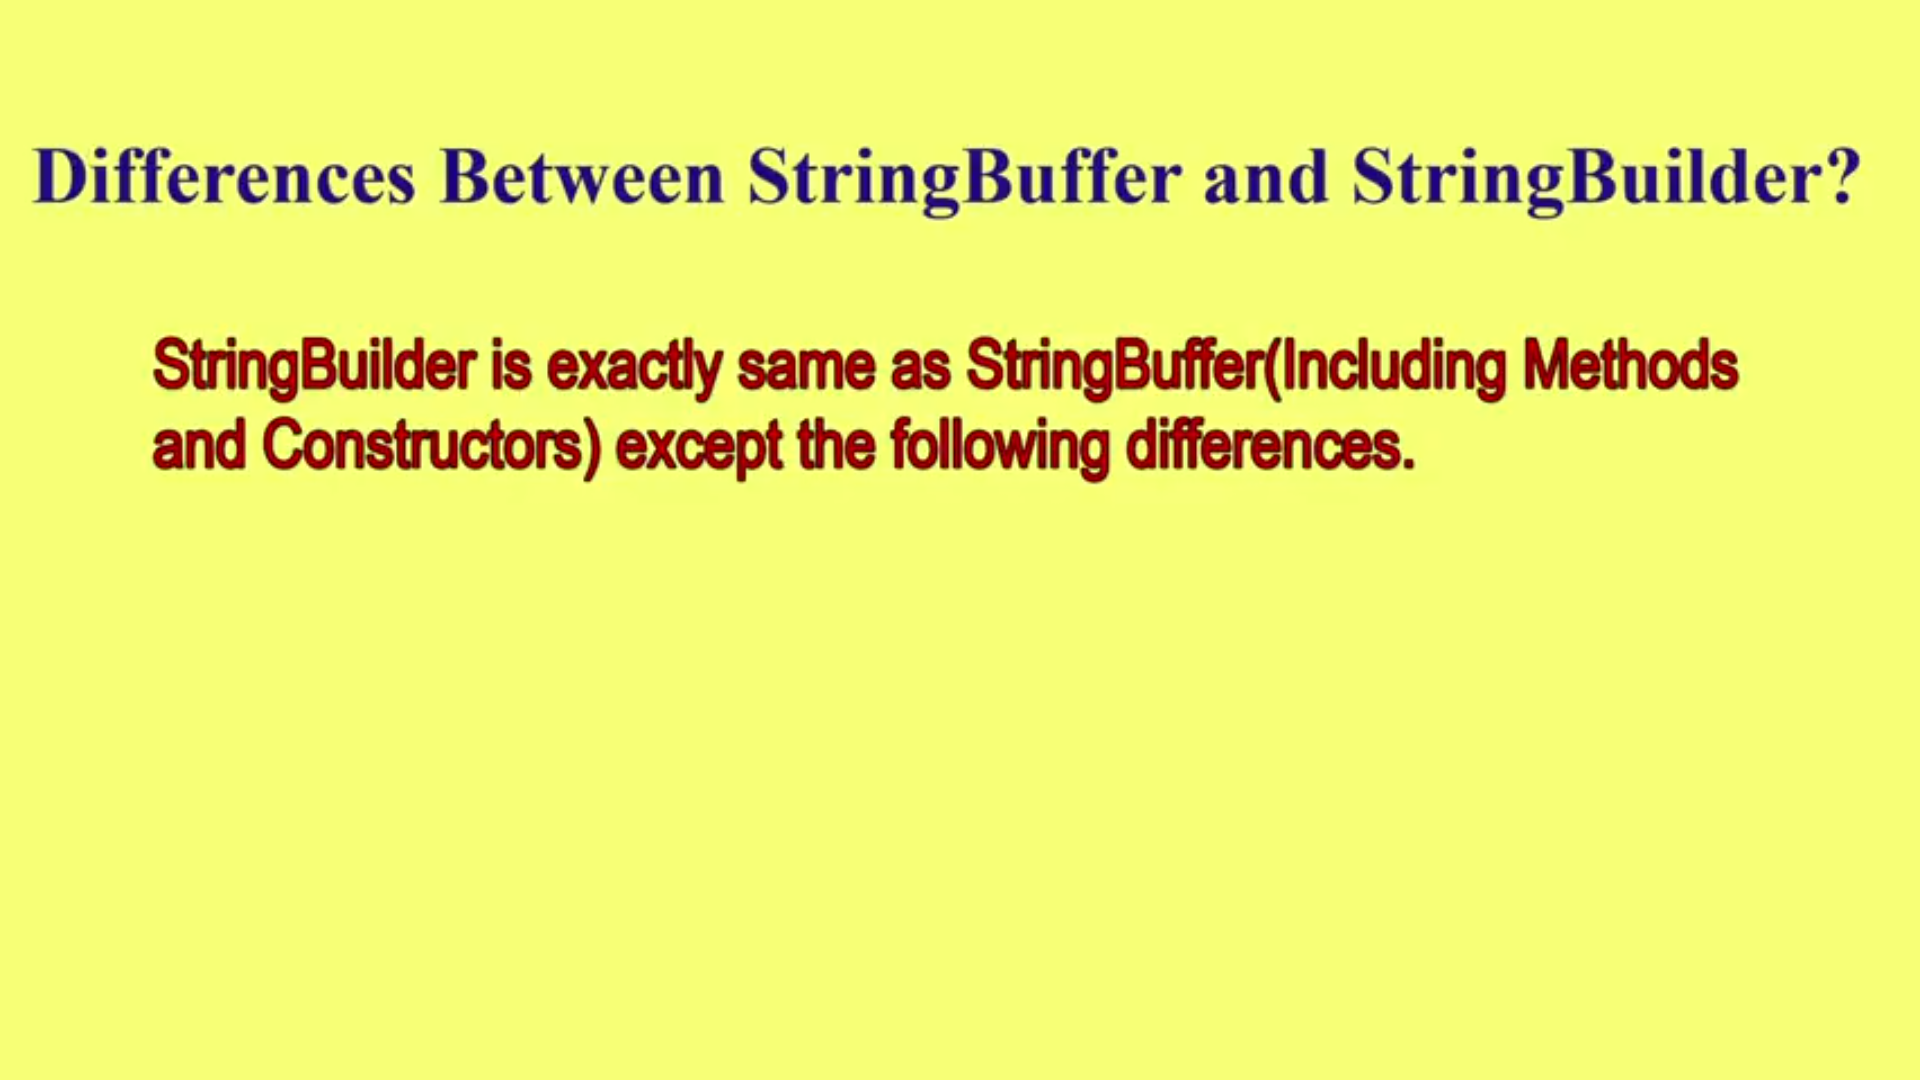 Differences Between StringBuffer and StringBuilder?
StringBuilder is exactly same as StringBuffer(Including Methods
and Constructors) except the following differences.